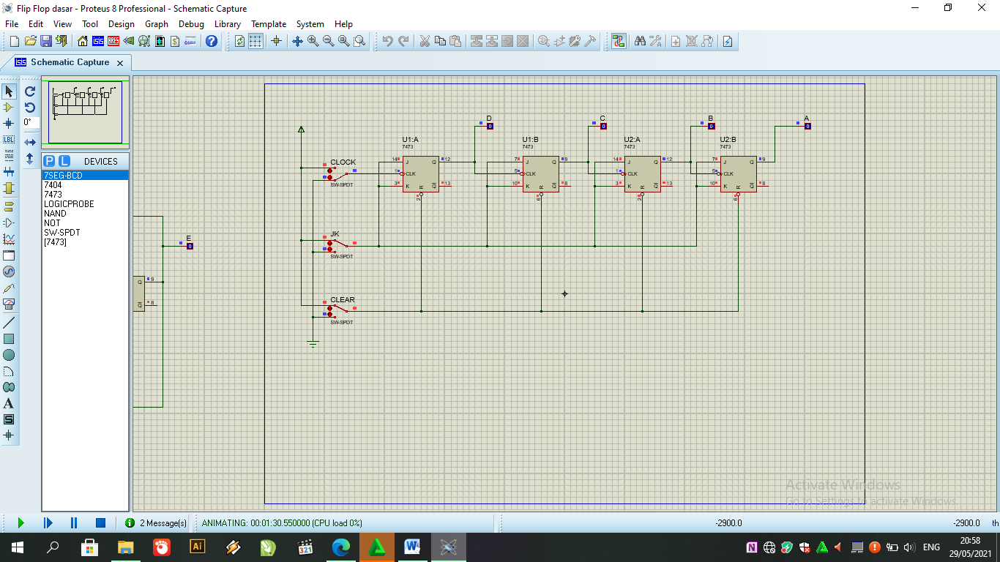 Flip Flop dasar - Proteus 8 Professional - Schematic Capture
File Edit View Tool Design Graph Debug Library Template System Help
Schematic Capture
0°
P L DEVICES
7SEG-BCD
7404
7473
LOGICPROBE
NAND
NOT
SW-SPDT
[7473]
LBL
A
S
D C B A
0 0 0 0
U1:A U1:B U2:A U2:B
7473 7473 7473 7473
CLOCK
SW-SPDT
14 J Q 12
1 CLK
3 K Q 13
R
2
7 J Q 9
5 CLK
10 K Q 8
R
6
14 J Q 12
1 CLK
3 K Q 13
R
2
7 J Q 9
5 CLK
10 K Q 8
R
6
JK
SW-SPDT
E
0
Q 9
Q 8
CLEAR
SW-SPDT
Activate Windows
Go to Settings to activate Windows.
2 Message(s) ANIMATING: 00:01:30.550000 (CPU load 0%) -2900.0 -2900.0 th
Ai 321 W N ENG 20:58
29/05/2021